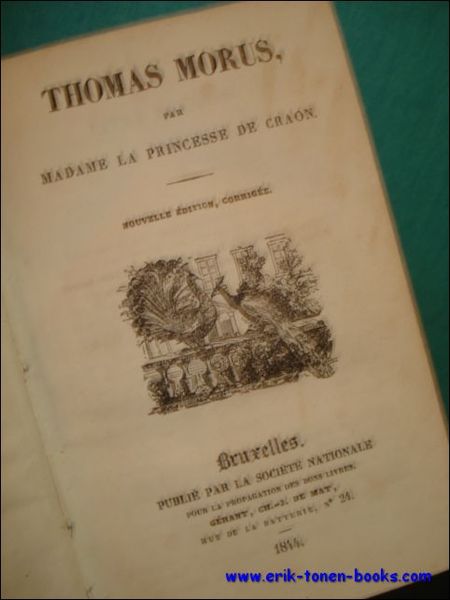 THOMAS MORUS,
PAR
MADAME LA PRINCESSE DE CRAON.
NOUVELLE ÉDITION, CORRIGÉE.
Bruxelles.
PUBLIÉ PAR LA SOCIÉTÉ NATIONALE
POUR LA PROPAGATION DES BONS LIVRES,
GÉRANT, CH.-J. DE MAT,
RUE DE LA BATTERIE, N° 24.
1844.
www.erik-tonen-books.com